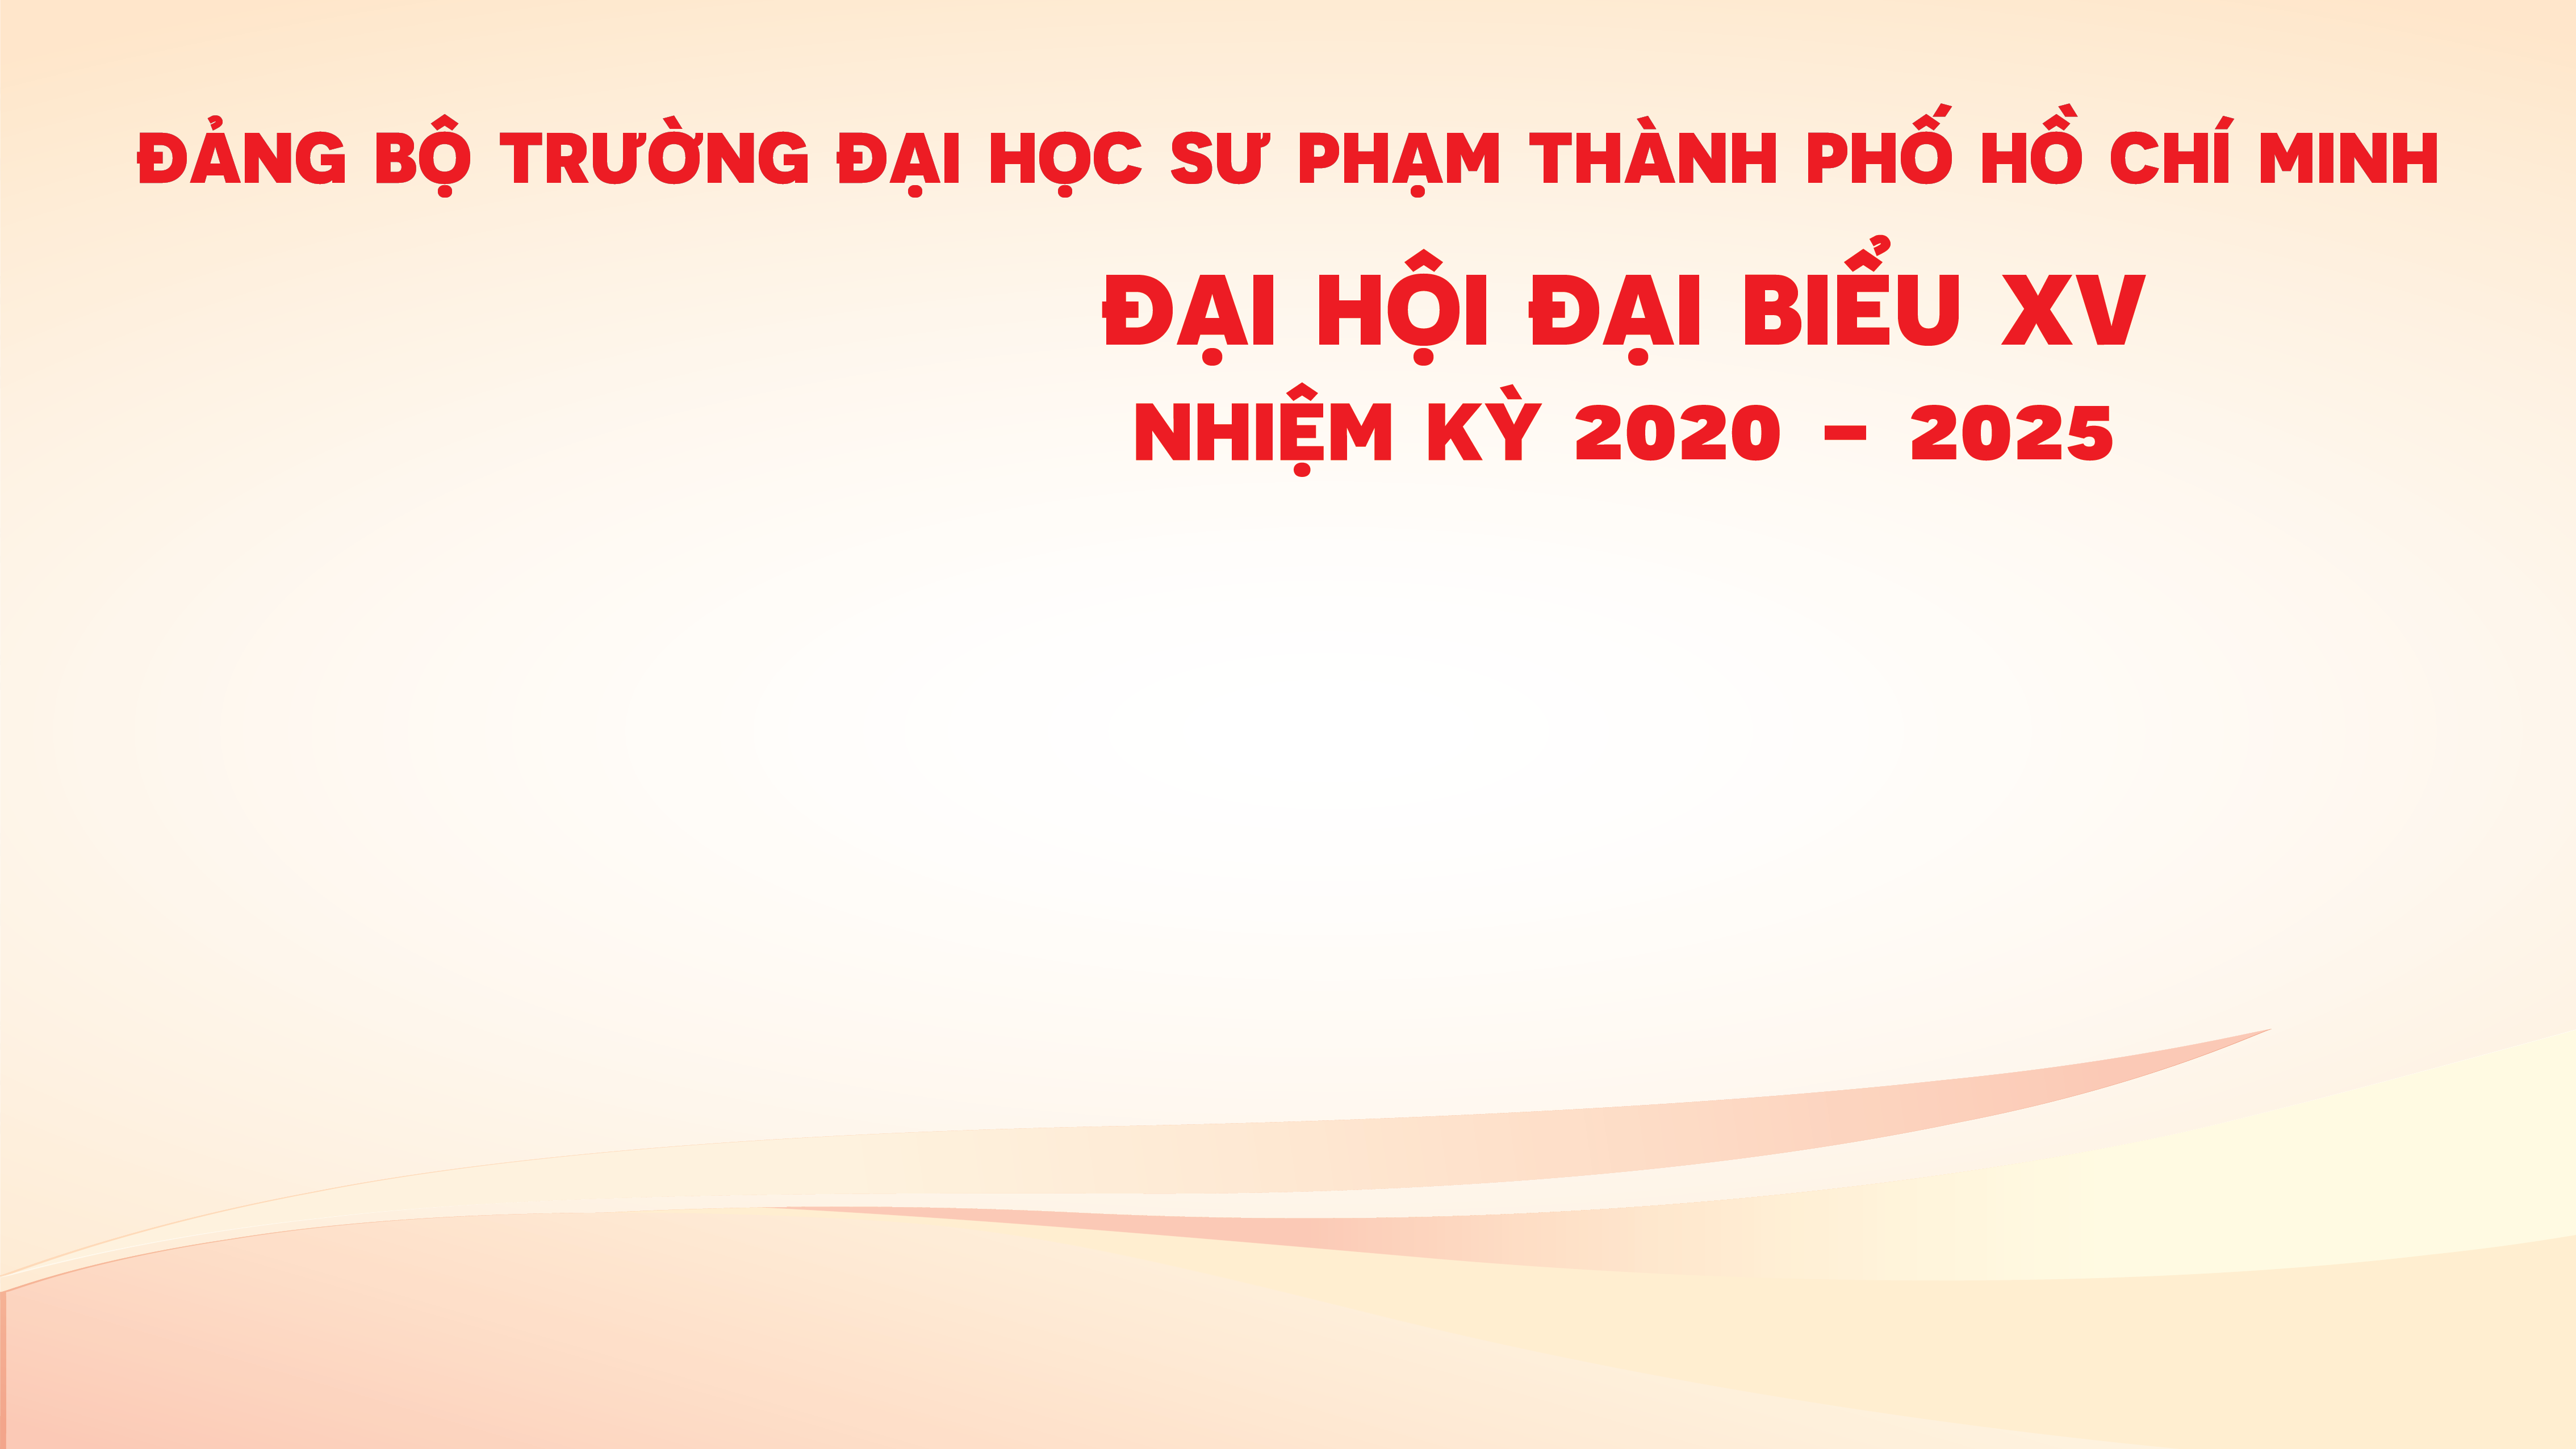 ĐẢNG BỘ TRƯỜNG ĐẠI HỌC SƯ PHẠM THÀNH PHỐ HỒ CHÍ MINH
ĐẠI HỘI ĐẠI BIỂU XV
NHIỆM KỲ 2020 – 2025